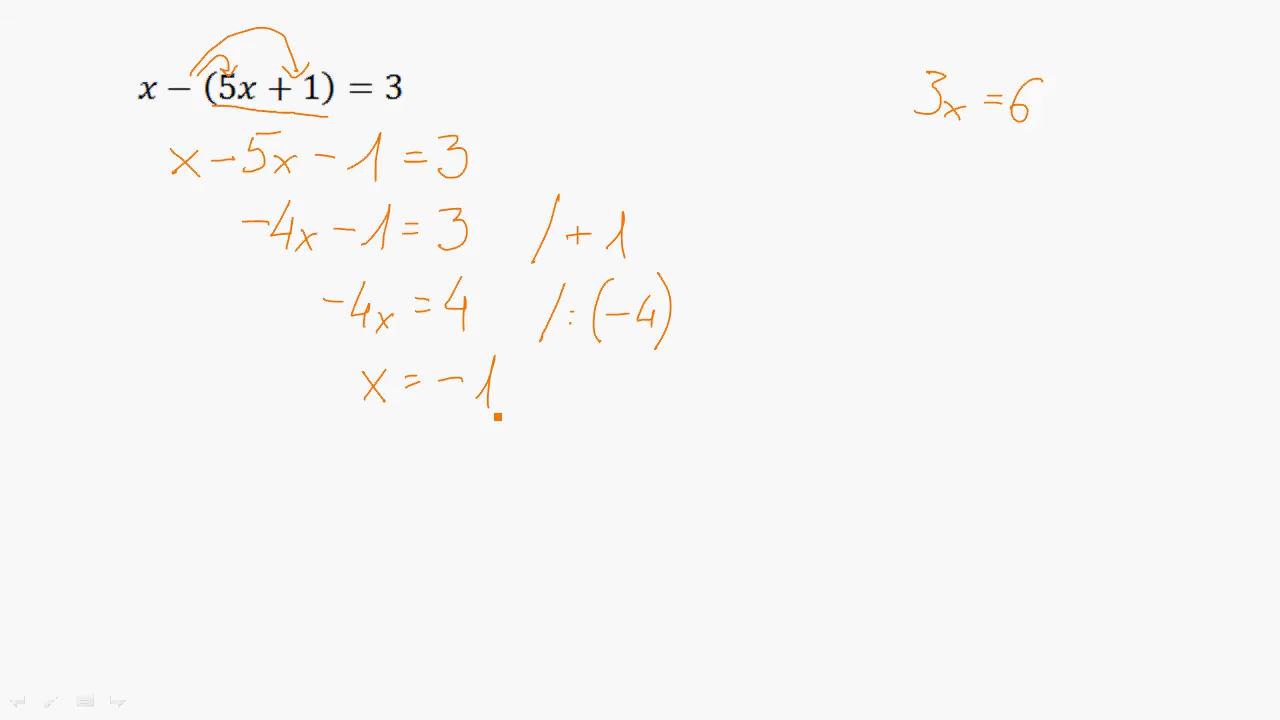 x − (5x + 1) = 3
3x = 6
x − 5x − 1 = 3
−4x − 1 = 3 / + 1
−4x = 4 / : (−4)
x = − 1